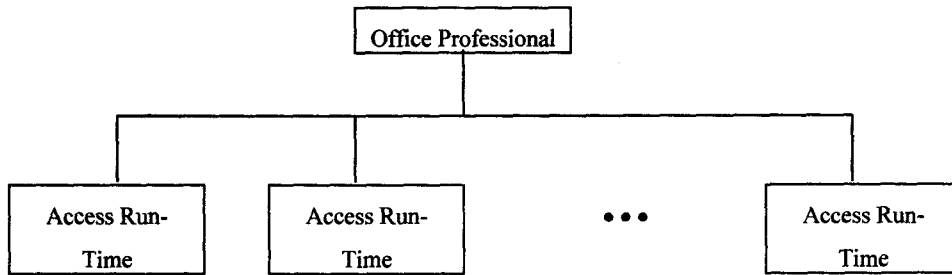 Office Professional
Access Run-
Time
Access Run-
Time
•••
Access Run-
Time